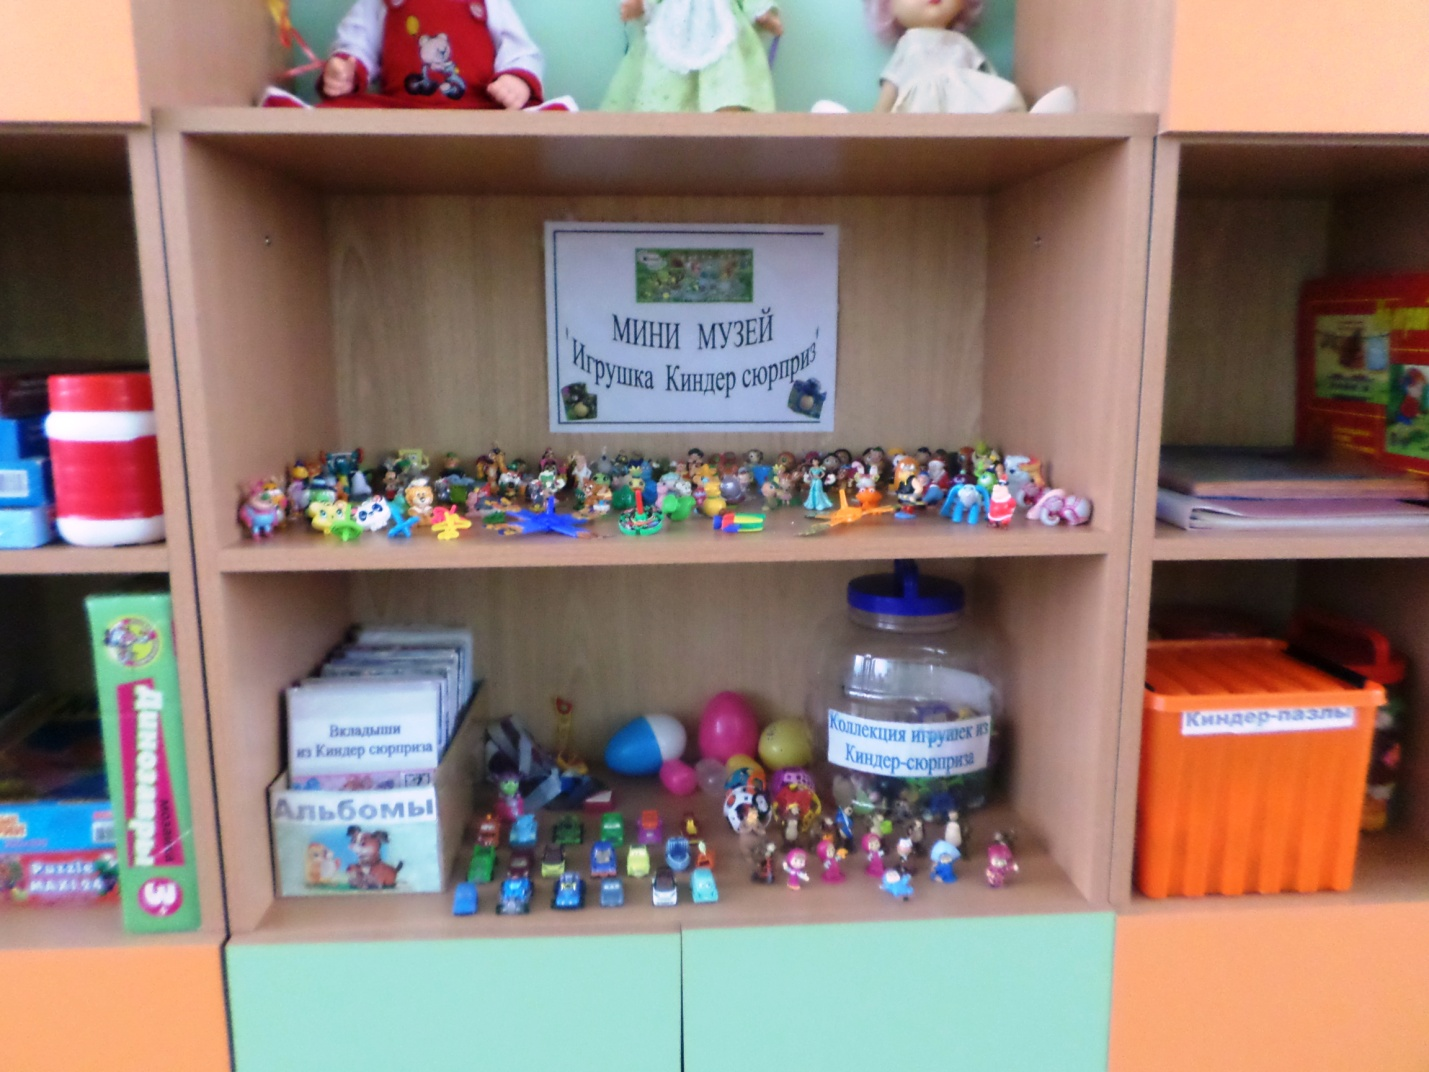 МИНИ МУЗЕЙ
Игрушка Киндер сюрприз
Вкладыши
из Киндер сюрприза
Альбомы
Коллекция игрушек из
Киндер-сюрприза
Киндер-пазлы
Puzzle
MAXI 24
3